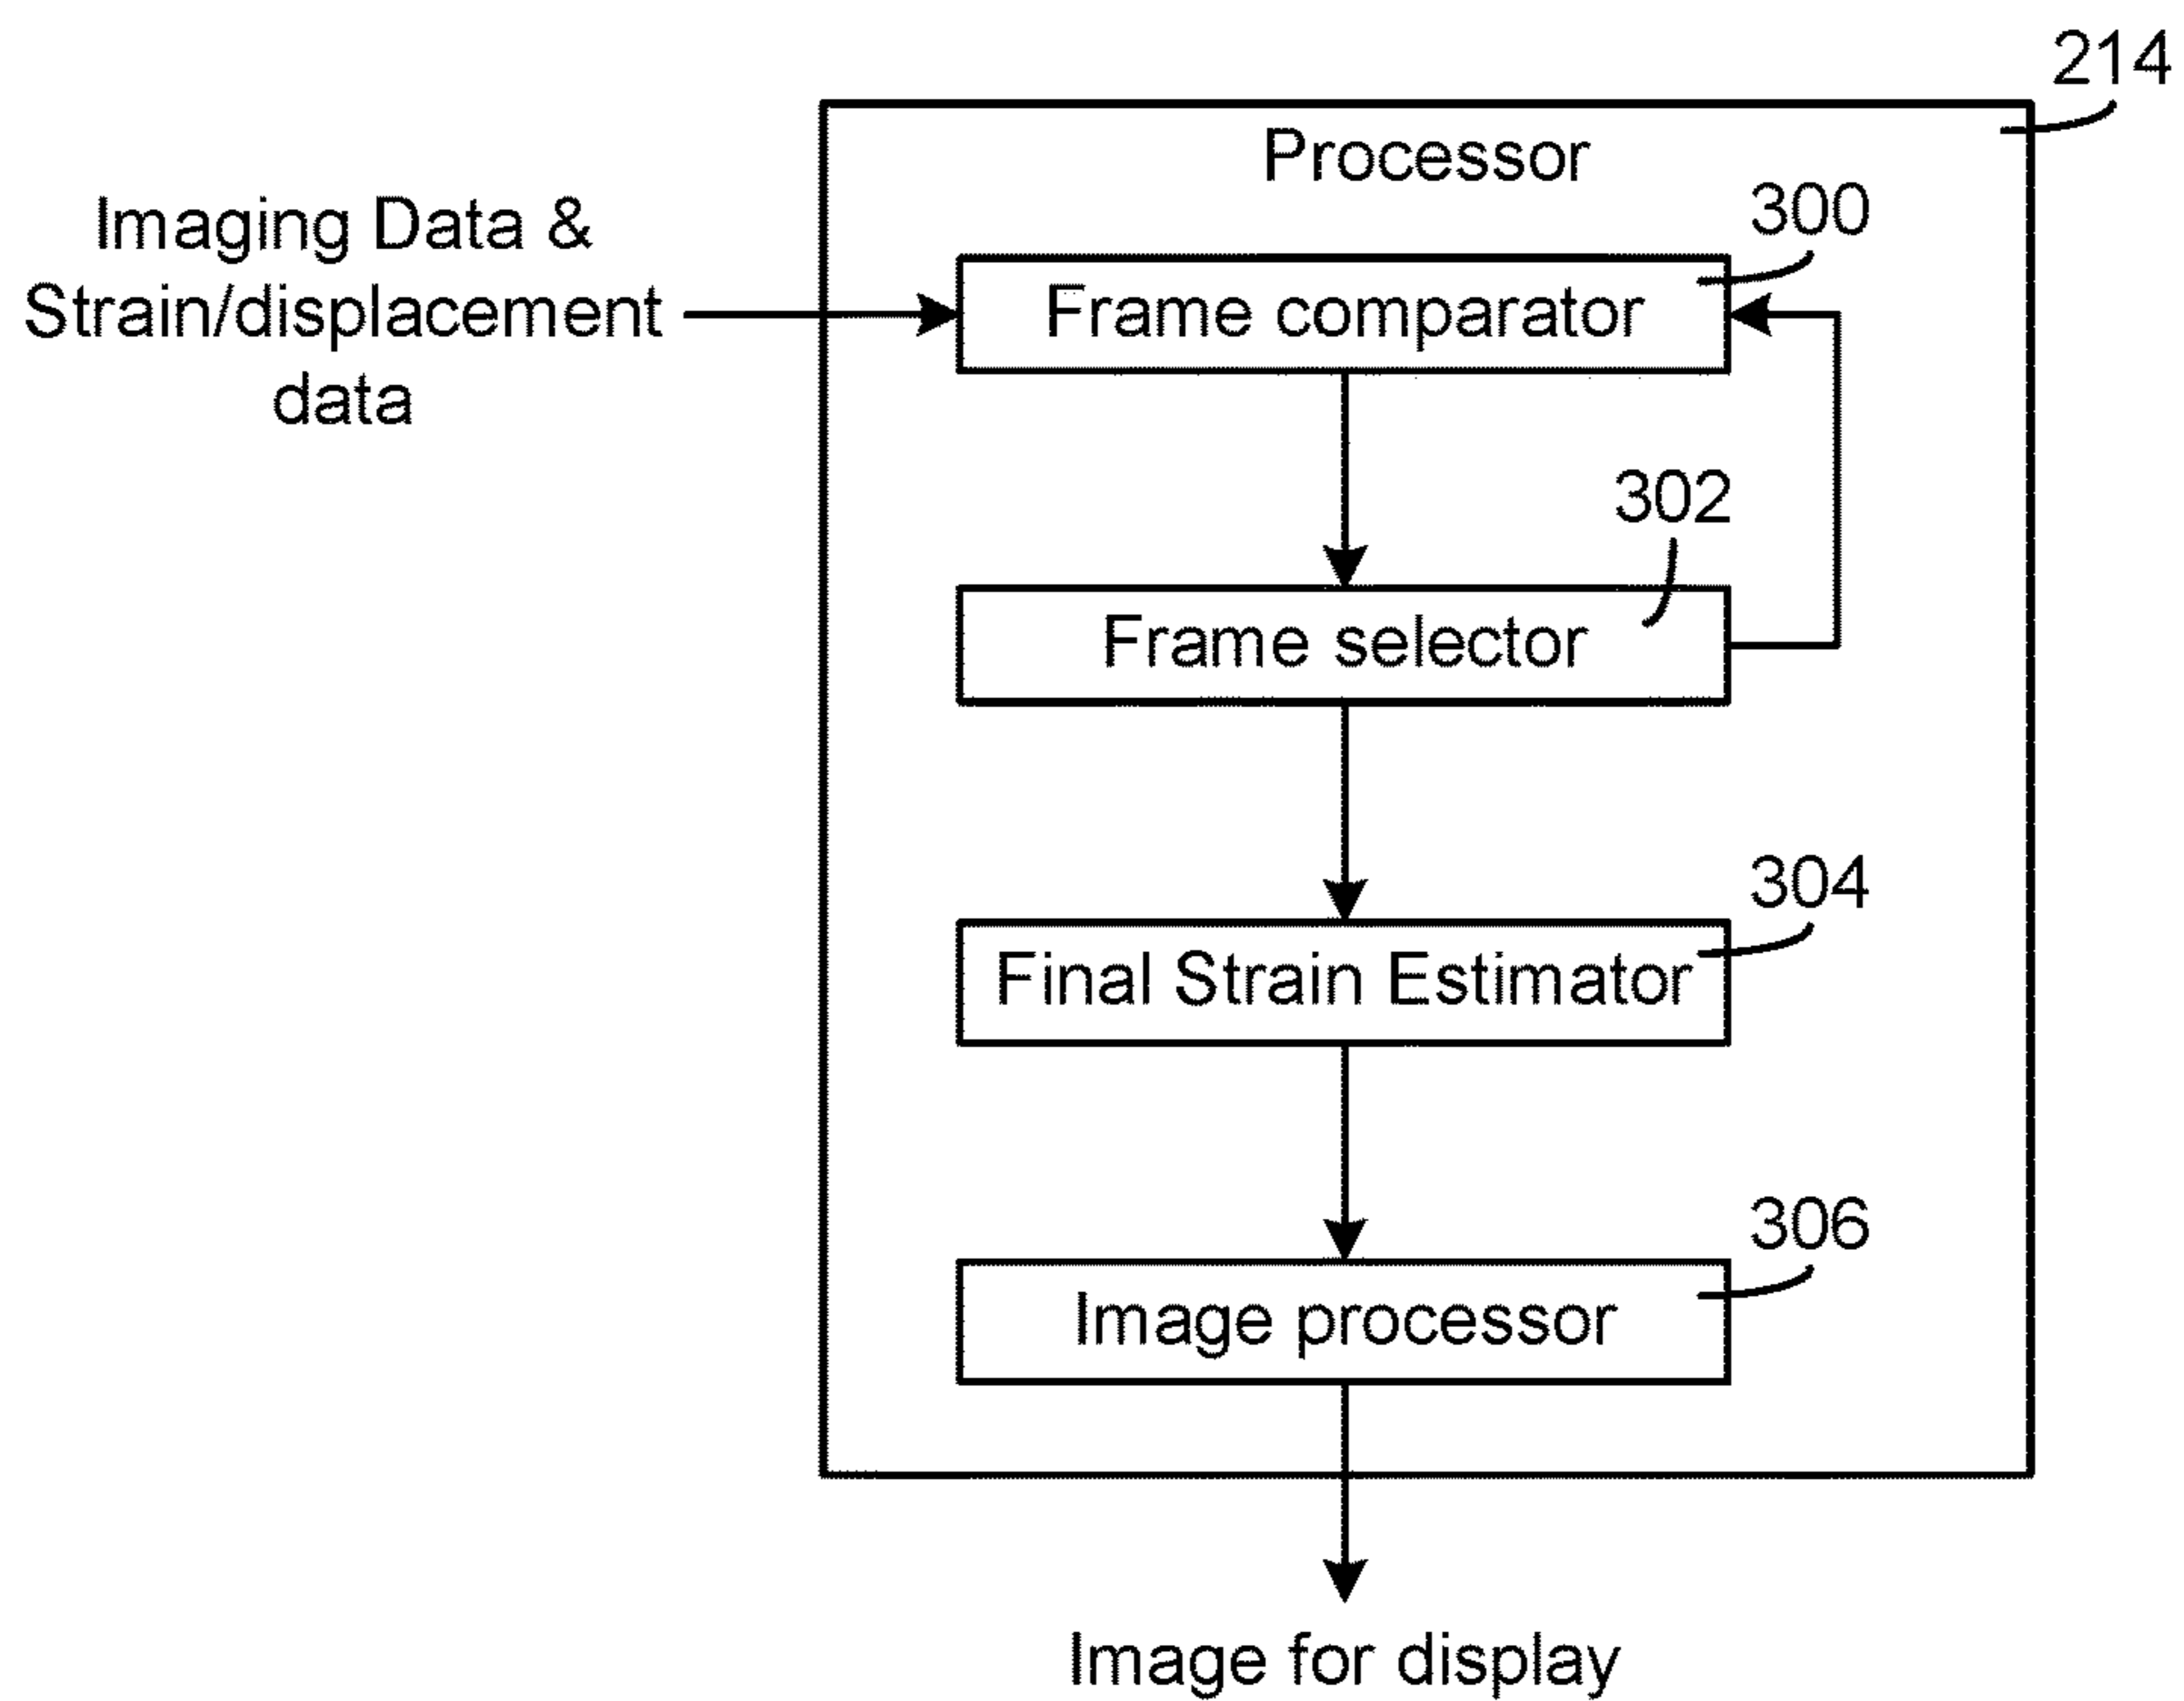 214
Processor
Imaging Data &
Strain/displacement
data
300
Frame comparator
302
Frame selector
304
Final Strain Estimator
306
Image processor
Image for display